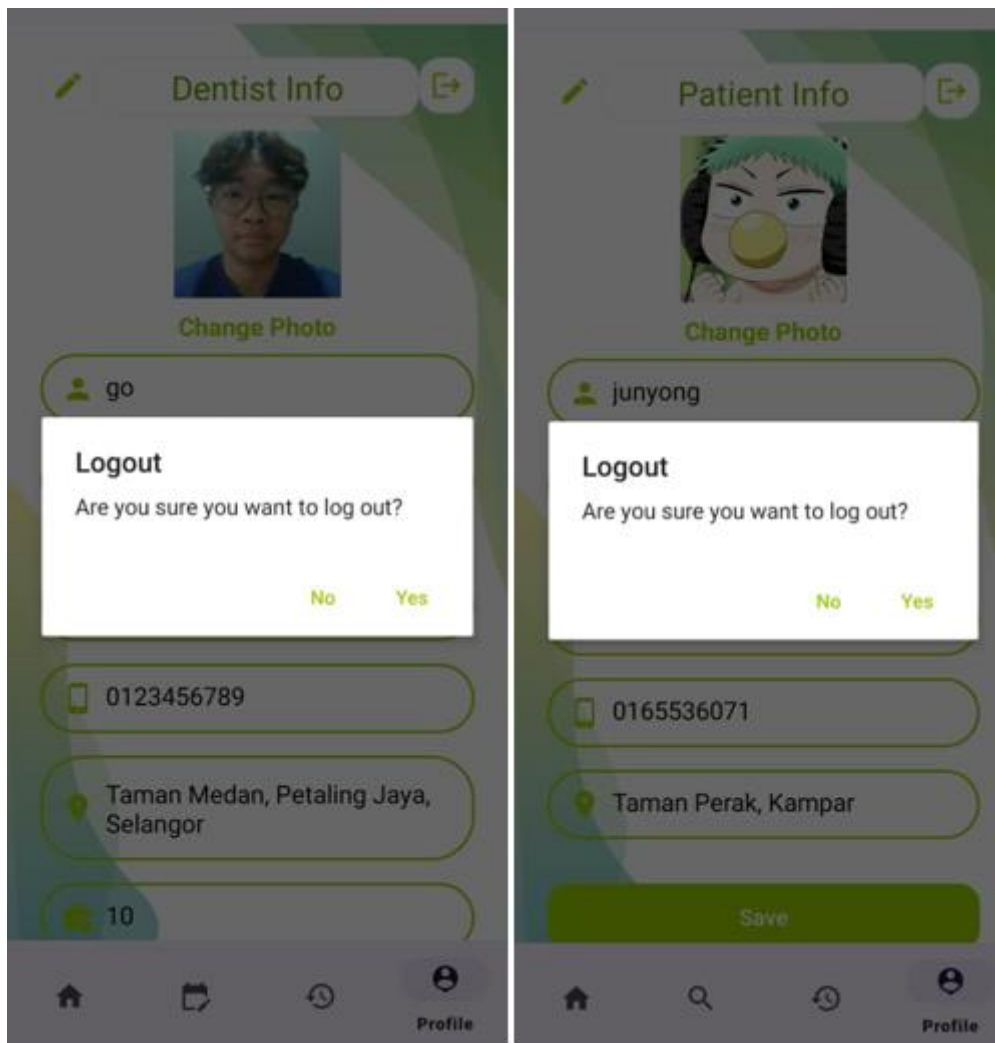 Dentist Info
Change Photo
go
Logout
Are you sure you want to log out?
No Yes
0123456789
Taman Medan, Petaling Jaya,
Selangor
10
Profile
Patient Info
Change Photo
junyong
Logout
Are you sure you want to log out?
No Yes
0165536071
Taman Perak, Kampar
Save
Profile